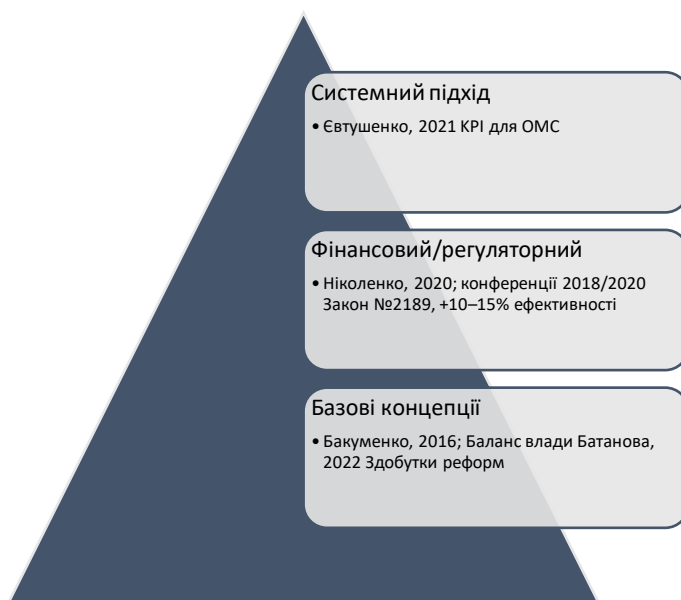 Системний підхід
• Євтушенко, 2021 KPI для ОМС
Фінансовий/регуляторний
• Ніколенко, 2020; конференції 2018/2020
Закон №2189, +10–15% ефективності
Базові концепції
• Бакуменко, 2016; Баланс влади Батанова,
2022 Здобутки реформ